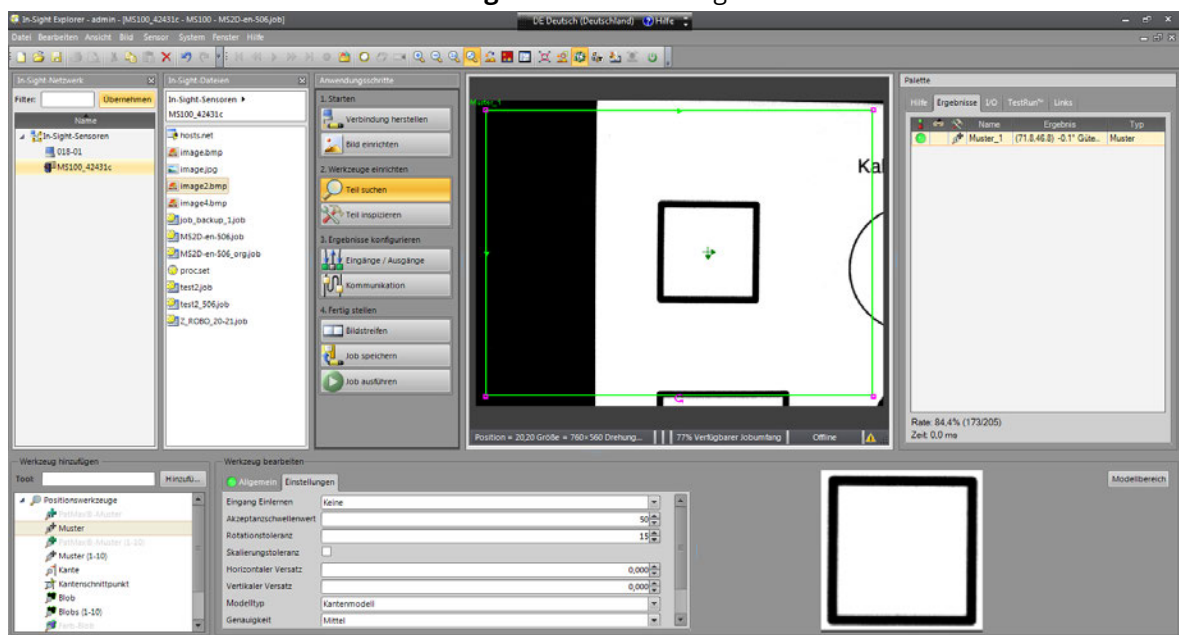 In-Sight Explorer - admin - [MS100_42431c - MS100 - MS2D-en-506.job]
DE Deutsch (Deutschland) Hilfe
Datei Bearbeiten Ansicht Bild Sensor System Fenster Hilfe
In-Sight-Netzwerk
Filter: Übernehmen
Name
In-Sight-Sensoren
018-01
MS100_42431c
In-Sight-Dateien
In-Sight-Sensoren
MS100_42431c
hosts.net
image.bmp
image.jpg
image2.bmp
image4.bmp
job_backup_1.job
MS2D-en-506.job
MS2D-en-506_org.job
proc.set
test2.job
test2_506.job
Z_ROBO_20-21.job
Anwendungsschritte
1. Starten
Verbindung herstellen
Bild einrichten
2. Werkzeuge einrichten
Teil suchen
Teil inspizieren
3. Ergebnisse konfigurieren
Eingänge / Ausgänge
Kommunikation
4. Fertig stellen
Bildstreifen
Job speichern
Job ausführen
Muster_1
Kal
Position = 20,20 Größe = 760×560 Drehung... 77% Verfügbarer Jobumfang Offline
Palette
Hilfe Ergebnisse I/O TestRun™ Links
Name Ergebnis Typ
Muster_1 (71.8,46.8) -0.1° Güte... Muster
Rate: 84,4% (173/205)
Zeit: 0,0 ms
Werkzeug hinzufügen
Tool: Hinzufü...
Positionswerkzeuge
PatMax®-Muster
Muster
PatMax®-Muster (1-10)
Muster (1-10)
Kante
Kantenschnittpunkt
Blob
Blobs (1-10)
Werkzeug bearbeiten
Allgemein Einstellungen
Eingang Einlernen Keine
Akzeptanzschwellenwert 50
Rotationstoleranz 15
Skalierungstoleranz
Horizontaler Versatz 0,000
Vertikaler Versatz 0,000
Modelltyp Kantenmodell
Genauigkeit Mittel
Modellbereich